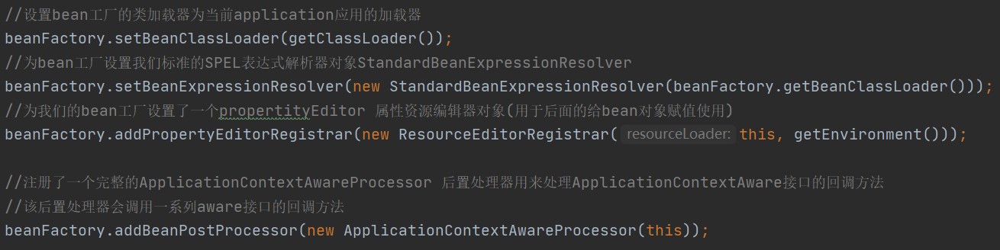 //设置bean工厂的类加载器为当前application应用的加载器
beanFactory.setBeanClassLoader(getClassLoader());
//为bean工厂设置我们标准的SPEL表达式解析器对象StandardBeanExpressionResolver
beanFactory.setBeanExpressionResolver(new StandardBeanExpressionResolver(beanFactory.getBeanClassLoader()));
//为我们的bean工厂设置了一个propertityEditor 属性资源编辑器对象(用于后面的给bean对象赋值使用)
beanFactory.addPropertyEditorRegistrar(new ResourceEditorRegistrar( resourceLoader: this, getEnvironment()));
//注册了一个完整的ApplicationContextAwareProcessor 后置处理器用来处理ApplicationContextAware接口的回调方法
//该后置处理器会调用一系列aware接口的回调方法
beanFactory.addBeanPostProcessor(new ApplicationContextAwareProcessor(this));